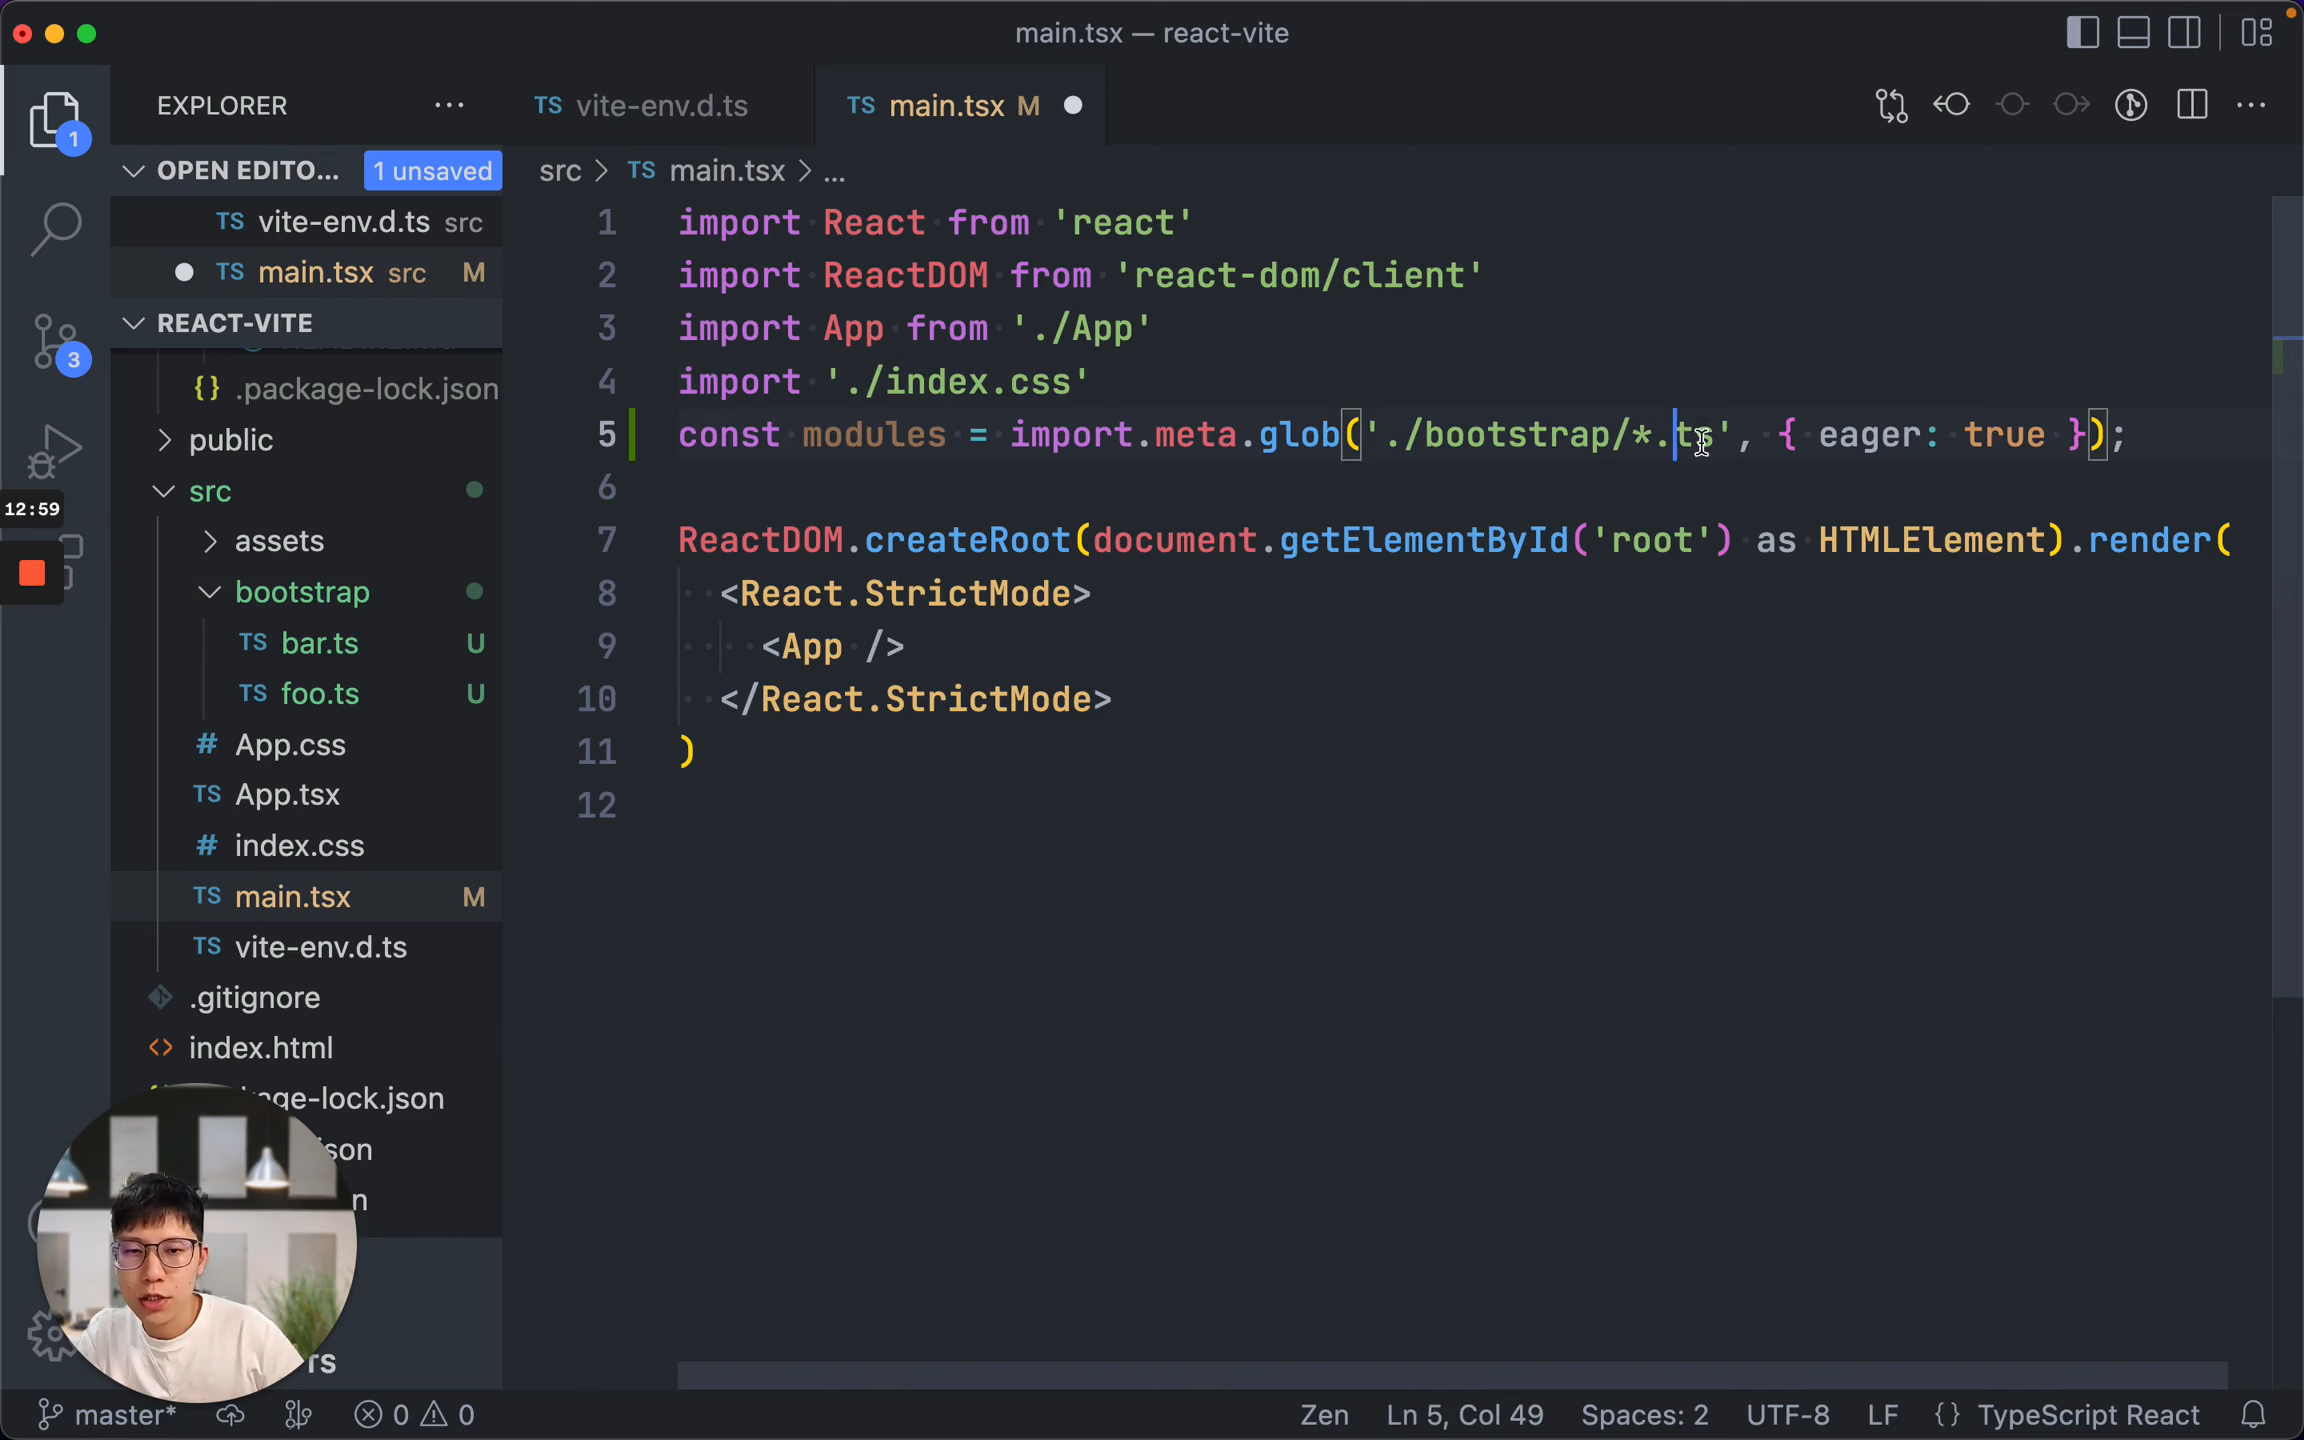 main.tsx — react-vite
EXPLORER
TS vite-env.d.ts
TS main.tsx M
1
OPEN EDITO... 1 unsaved
src > TS main.tsx > ...
TS vite-env.d.ts src
TS main.tsx src M
REACT-VITE
3
{} .package-lock.json
public
src
assets
bootstrap
TS bar.ts U
TS foo.ts U
# App.css
TS App.tsx
# index.css
TS main.tsx M
TS vite-env.d.ts
.gitignore
<> index.html
age-lock.json
son
n
12:59
1 import React from 'react'
2 import ReactDOM from 'react-dom/client'
3 import App from './App'
4 import './index.css'
5 const modules = import.meta.glob('./bootstrap/*.ts', { eager: true });
6
7 ReactDOM.createRoot(document.getElementById('root') as HTMLElement).render(
8 <React.StrictMode>
9 <App />
10 </React.StrictMode>
11 )
12
master* 0 0
Zen Ln 5, Col 49 Spaces: 2 UTF-8 LF {} TypeScript React